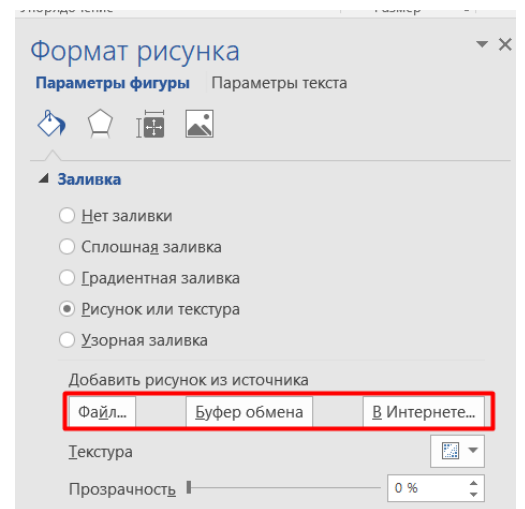 Формат рисунка
Параметры фигуры Параметры текста
Заливка
Нет заливки
Сплошная заливка
Градиентная заливка
Рисунок или текстура
Узорная заливка
Добавить рисунок из источника
Файл... Буфер обмена В Интернете...
Текстура
Прозрачность 0 %